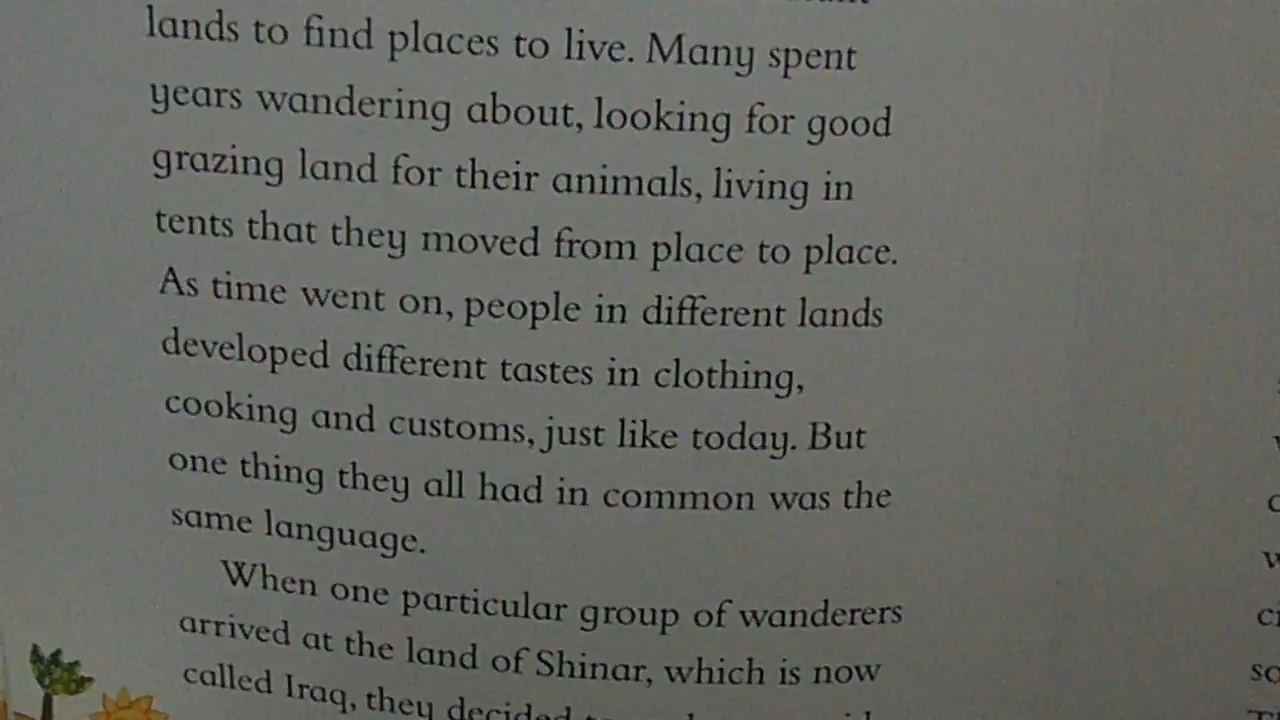 lands to find places to live. Many spent
years wandering about, looking for good
grazing land for their animals, living in
tents that they moved from place to place.
As time went on, people in different lands
developed different tastes in clothing,
cooking and customs, just like today. But
one thing they all had in common was the
same language.
When one particular group of wanderers
arrived at the land of Shinar, which is now
called Iraq, they decided